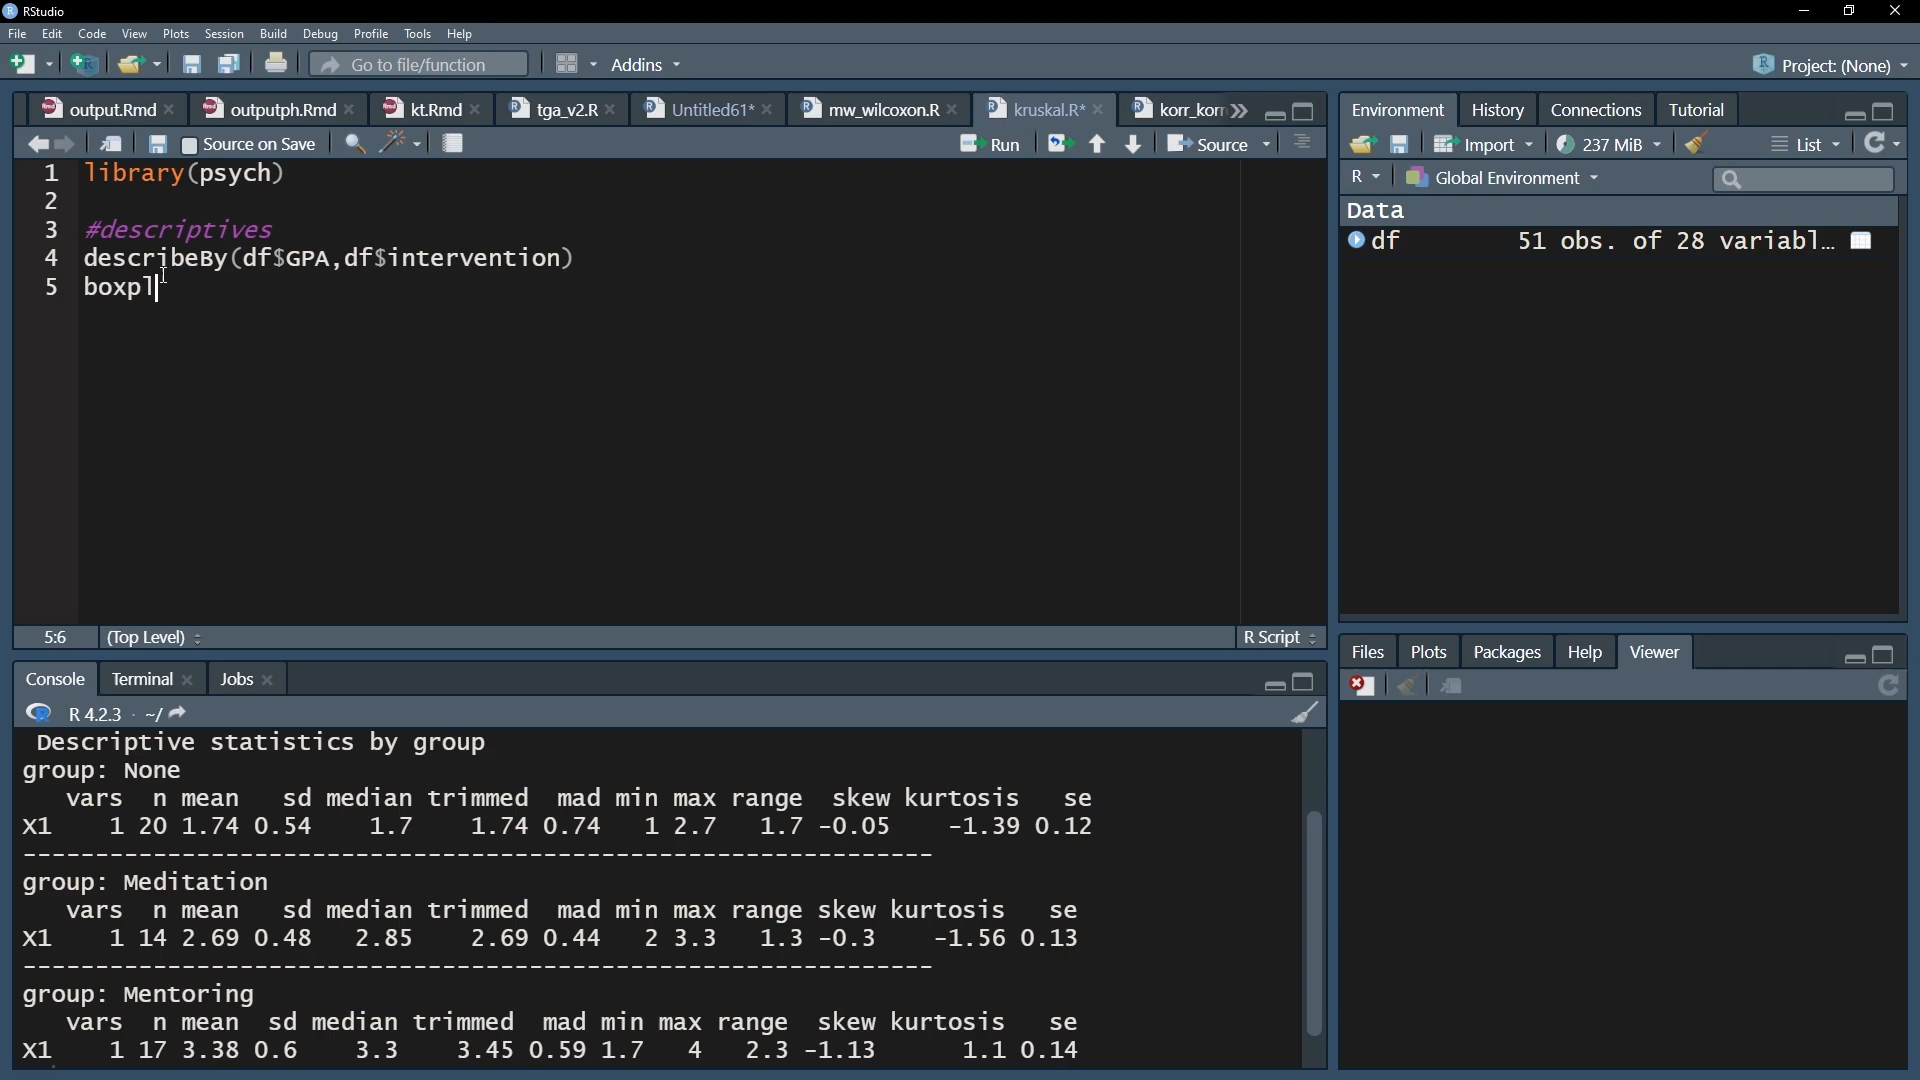 RStudio
File Edit Code View Plots Session Build Debug Profile Tools Help
Go to file/function Addins Project: (None)
output.Rmd outputph.Rmd kt.Rmd tga_v2.R Untitled61* mw_wilcoxon.R kruskal.R* korr_korr
Source on Save Run Source
1 library(psych)
2
3 #descriptives
4 describeBy(df$GPA,df$intervention)
5 boxpl
5:6 (Top Level) R Script
Console Terminal Jobs
R 4.2.3 · ~/
Descriptive statistics by group
group: None
vars n mean sd median trimmed mad min max range skew kurtosis se
X1 1 20 1.74 0.54 1.7 1.74 0.74 1 2.7 1.7 -0.05 -1.39 0.12
----------------------------------------------------------------
group: Meditation
vars n mean sd median trimmed mad min max range skew kurtosis se
X1 1 14 2.69 0.48 2.85 2.69 0.44 2 3.3 1.3 -0.3 -1.56 0.13
----------------------------------------------------------------
group: Mentoring
vars n mean sd median trimmed mad min max range skew kurtosis se
X1 1 17 3.38 0.6 3.3 3.45 0.59 1.7 4 2.3 -1.13 1.1 0.14
Environment History Connections Tutorial
Import 237 MiB List
R Global Environment
Data
df 51 obs. of 28 variabl…
Files Plots Packages Help Viewer